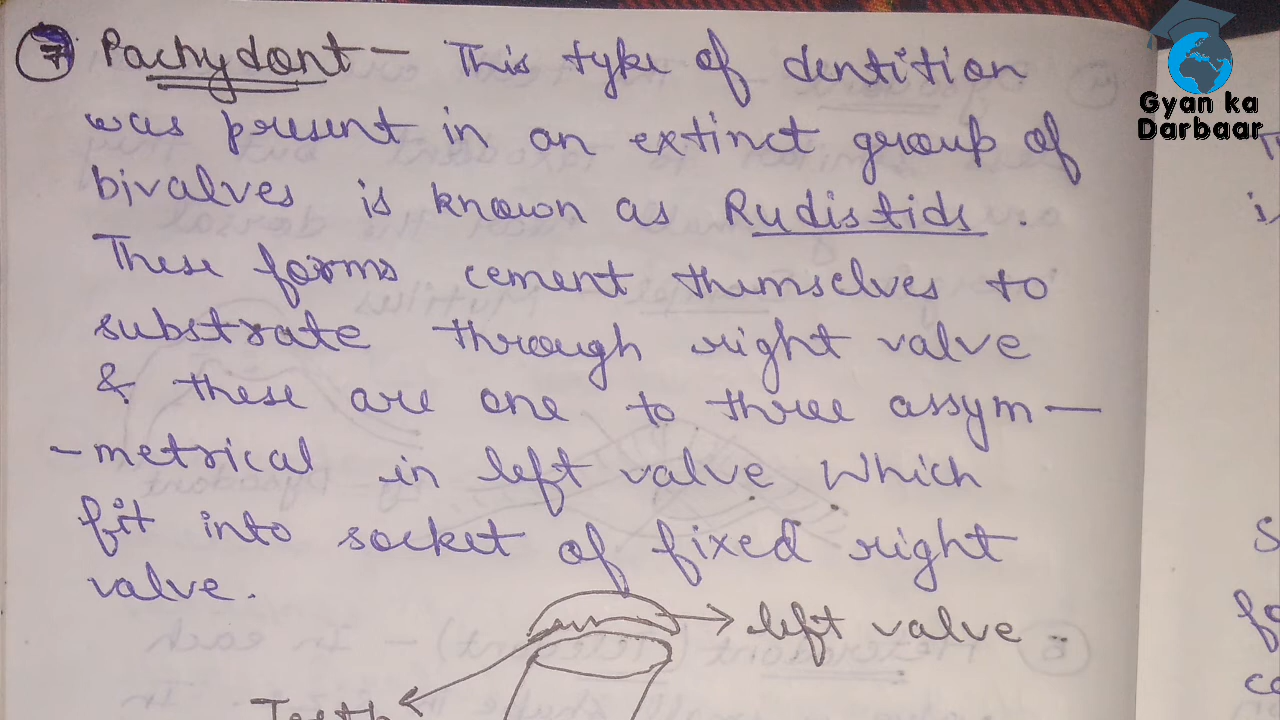 7 Pachydont - This type of dentition
was present in an extinct group of
bivalves is known as Rudistids.
These forms cement themselves to
substrate through right valve
& these are one to three assym-
-metrical in left valve which
fit into socket of fixed right
valve.
left valve
Teeth
Gyan ka
Darbaar